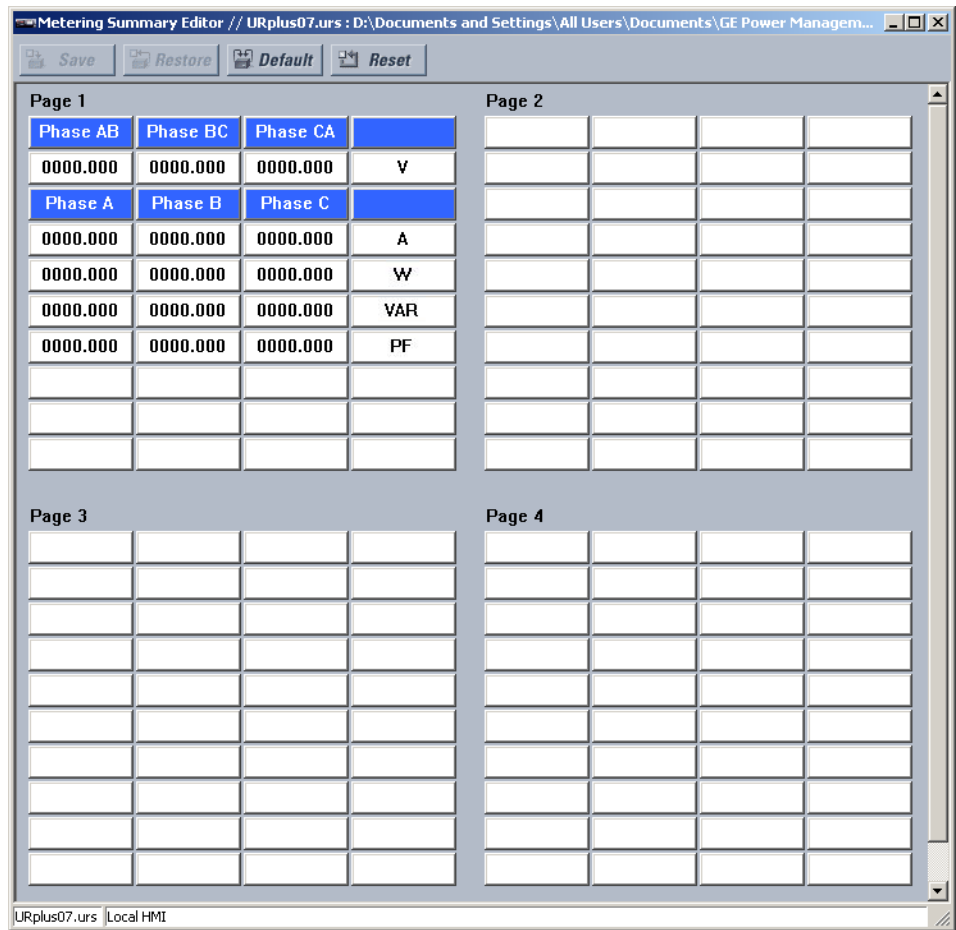 Metering Summary Editor // URplus07.urs : D:\Documents and Settings\All Users\Documents\GE Power Managem...
Save Restore Default Reset
Page 1 Page 2
Phase AB Phase BC Phase CA
0000.000 0000.000 0000.000 V
Phase A Phase B Phase C
0000.000 0000.000 0000.000 A
0000.000 0000.000 0000.000 W
0000.000 0000.000 0000.000 VAR
0000.000 0000.000 0000.000 PF
Page 3 Page 4
URplus07.urs Local HMI